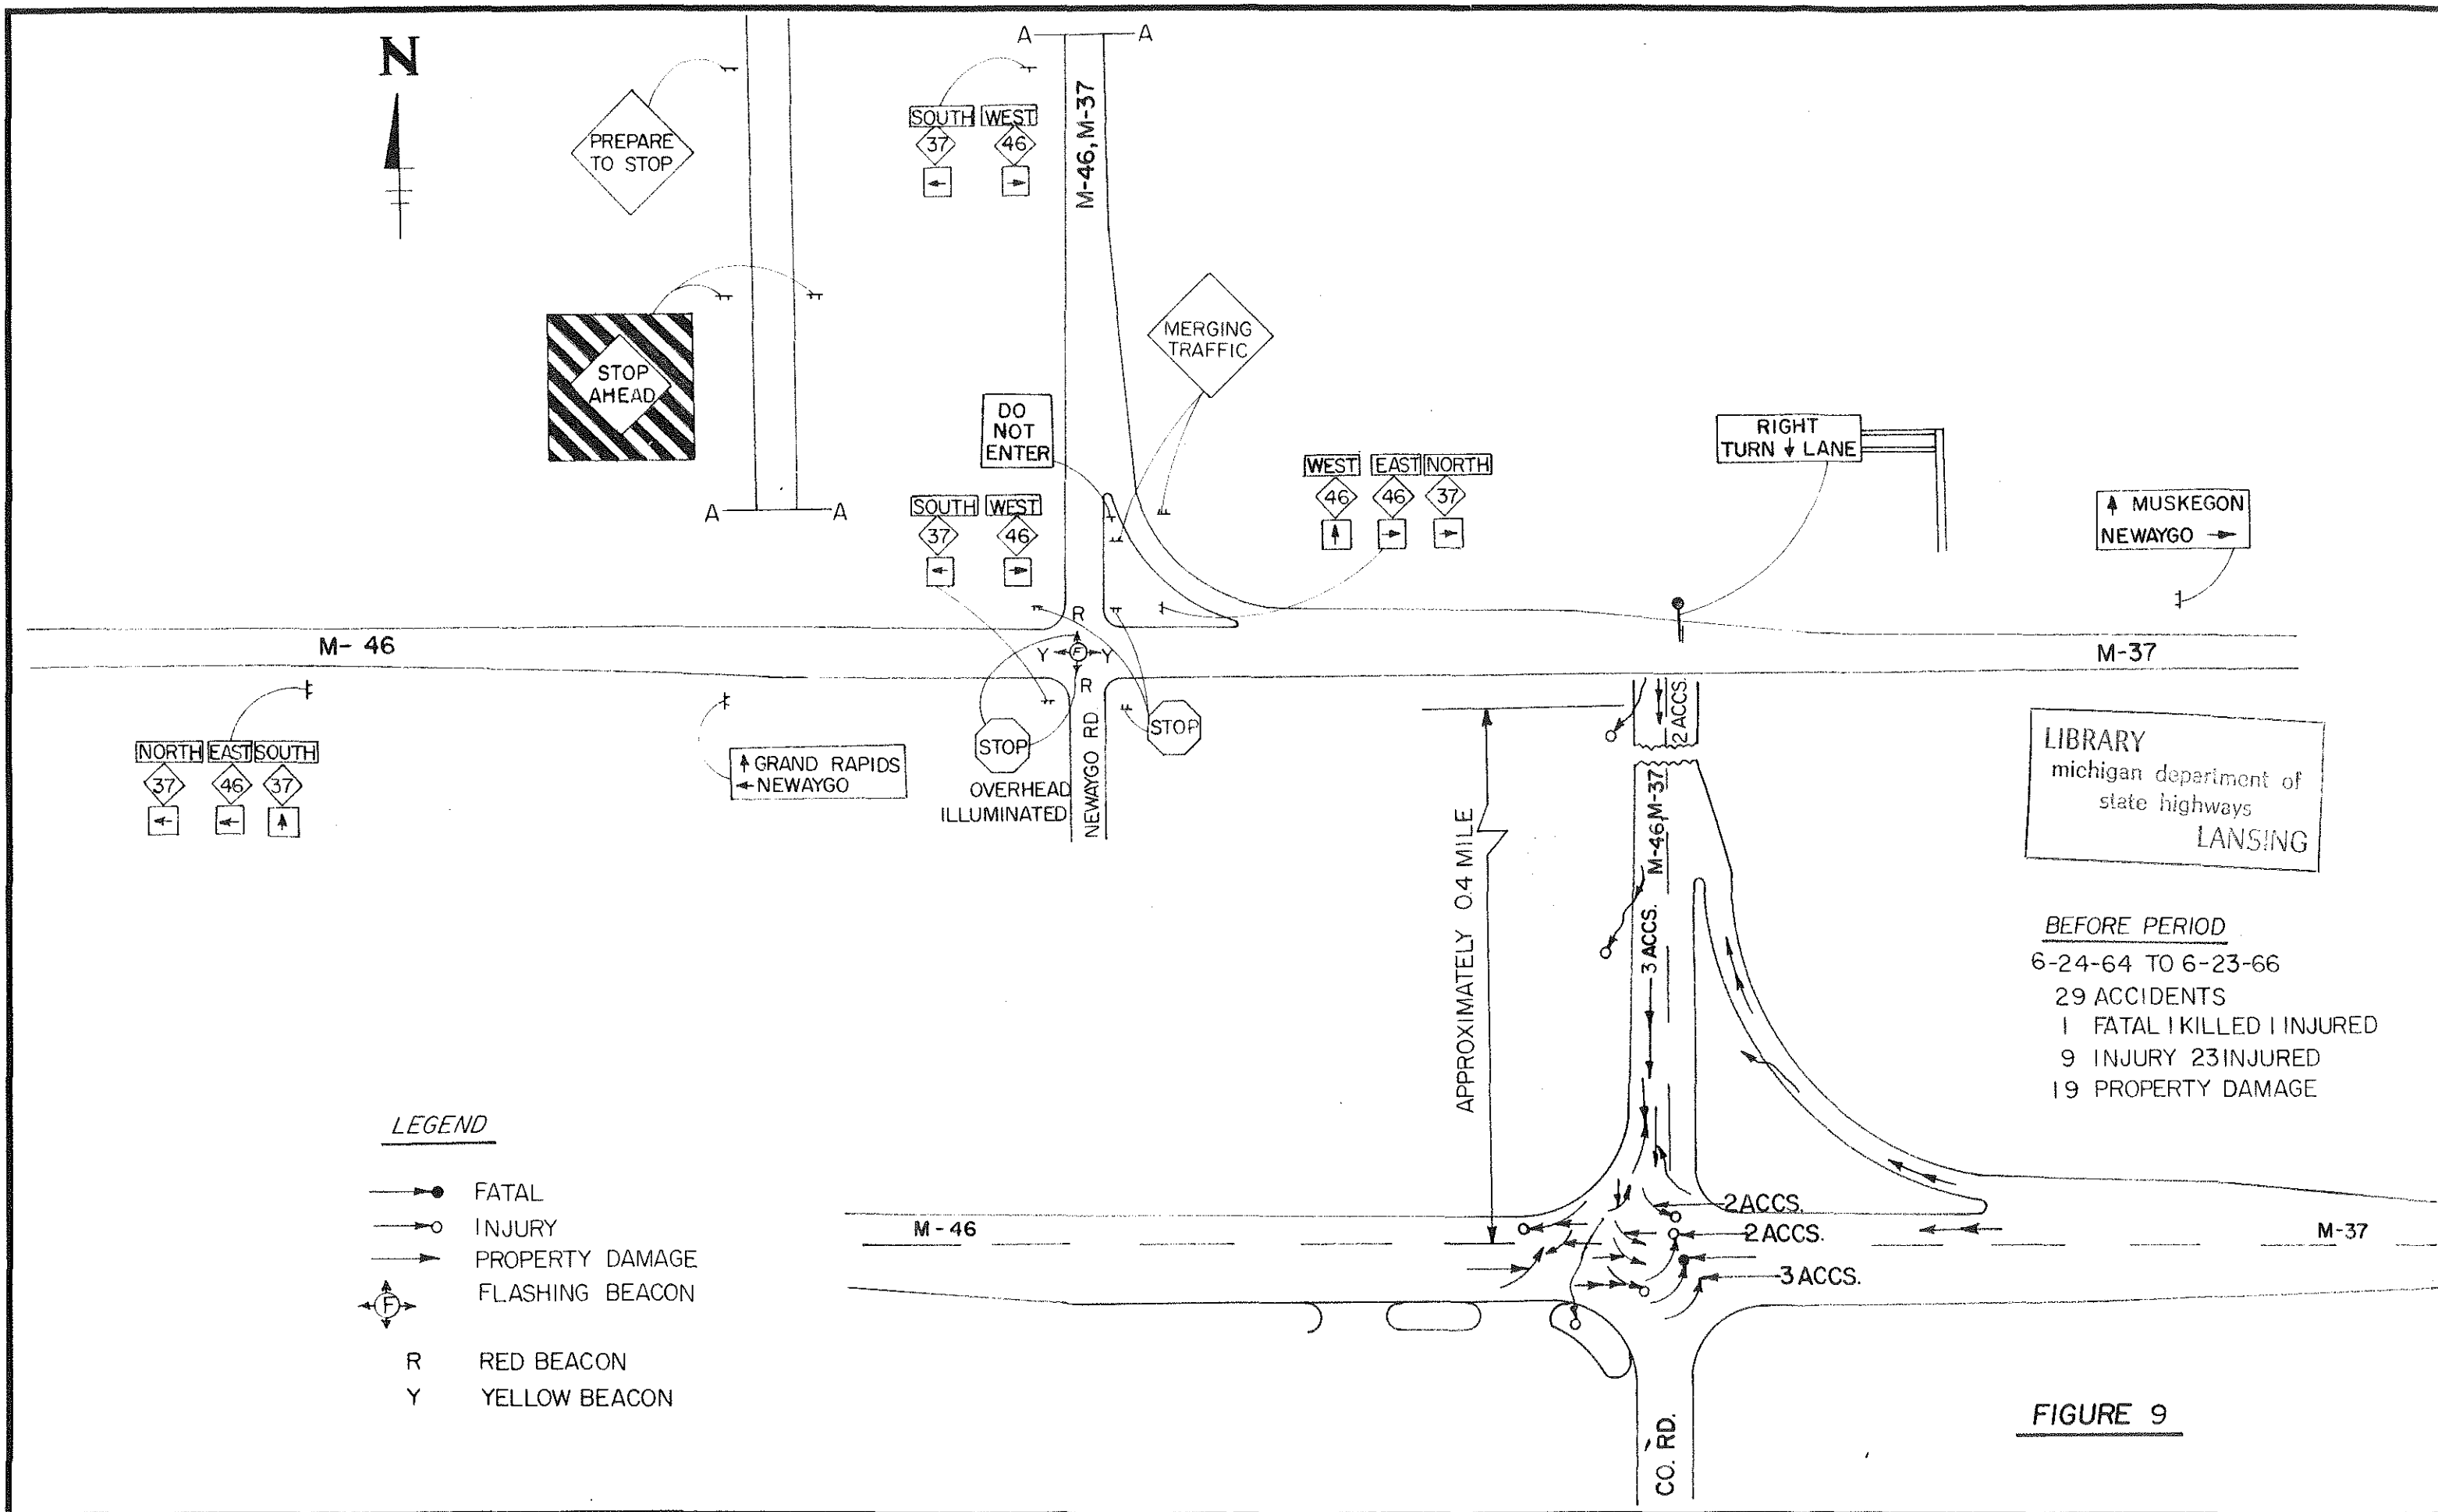 N
A A
PREPARE
TO STOP
SOUTH WEST
37 46
M-46, M-37
STOP
AHEAD
A A
MERGING
TRAFFIC
DO
NOT
ENTER
SOUTH WEST
37 46
WEST EAST NORTH
46 46 37
RIGHT
TURN ↓ LANE
↑ MUSKEGON
NEWAYGO →
M-46
R
Y F Y
R
M-37
NORTH EAST SOUTH
37 46 37
↑ GRAND RAPIDS
← NEWAYGO
STOP
OVERHEAD
ILLUMINATED
NEWAYGO RD.
STOP
2 ACCS.
M-46, M-37
3 ACCS.
APPROXIMATELY 0.4 MILE
LIBRARY
michigan department of
state highways
LANSING
BEFORE PERIOD
6-24-64 TO 6-23-66
29 ACCIDENTS
1 FATAL 1 KILLED 1 INJURED
9 INJURY 23 INJURED
19 PROPERTY DAMAGE
LEGEND
FATAL
INJURY
PROPERTY DAMAGE
F FLASHING BEACON
R RED BEACON
Y YELLOW BEACON
M-46
2 ACCS.
2 ACCS.
3 ACCS.
M-37
CO. RD.
FIGURE 9